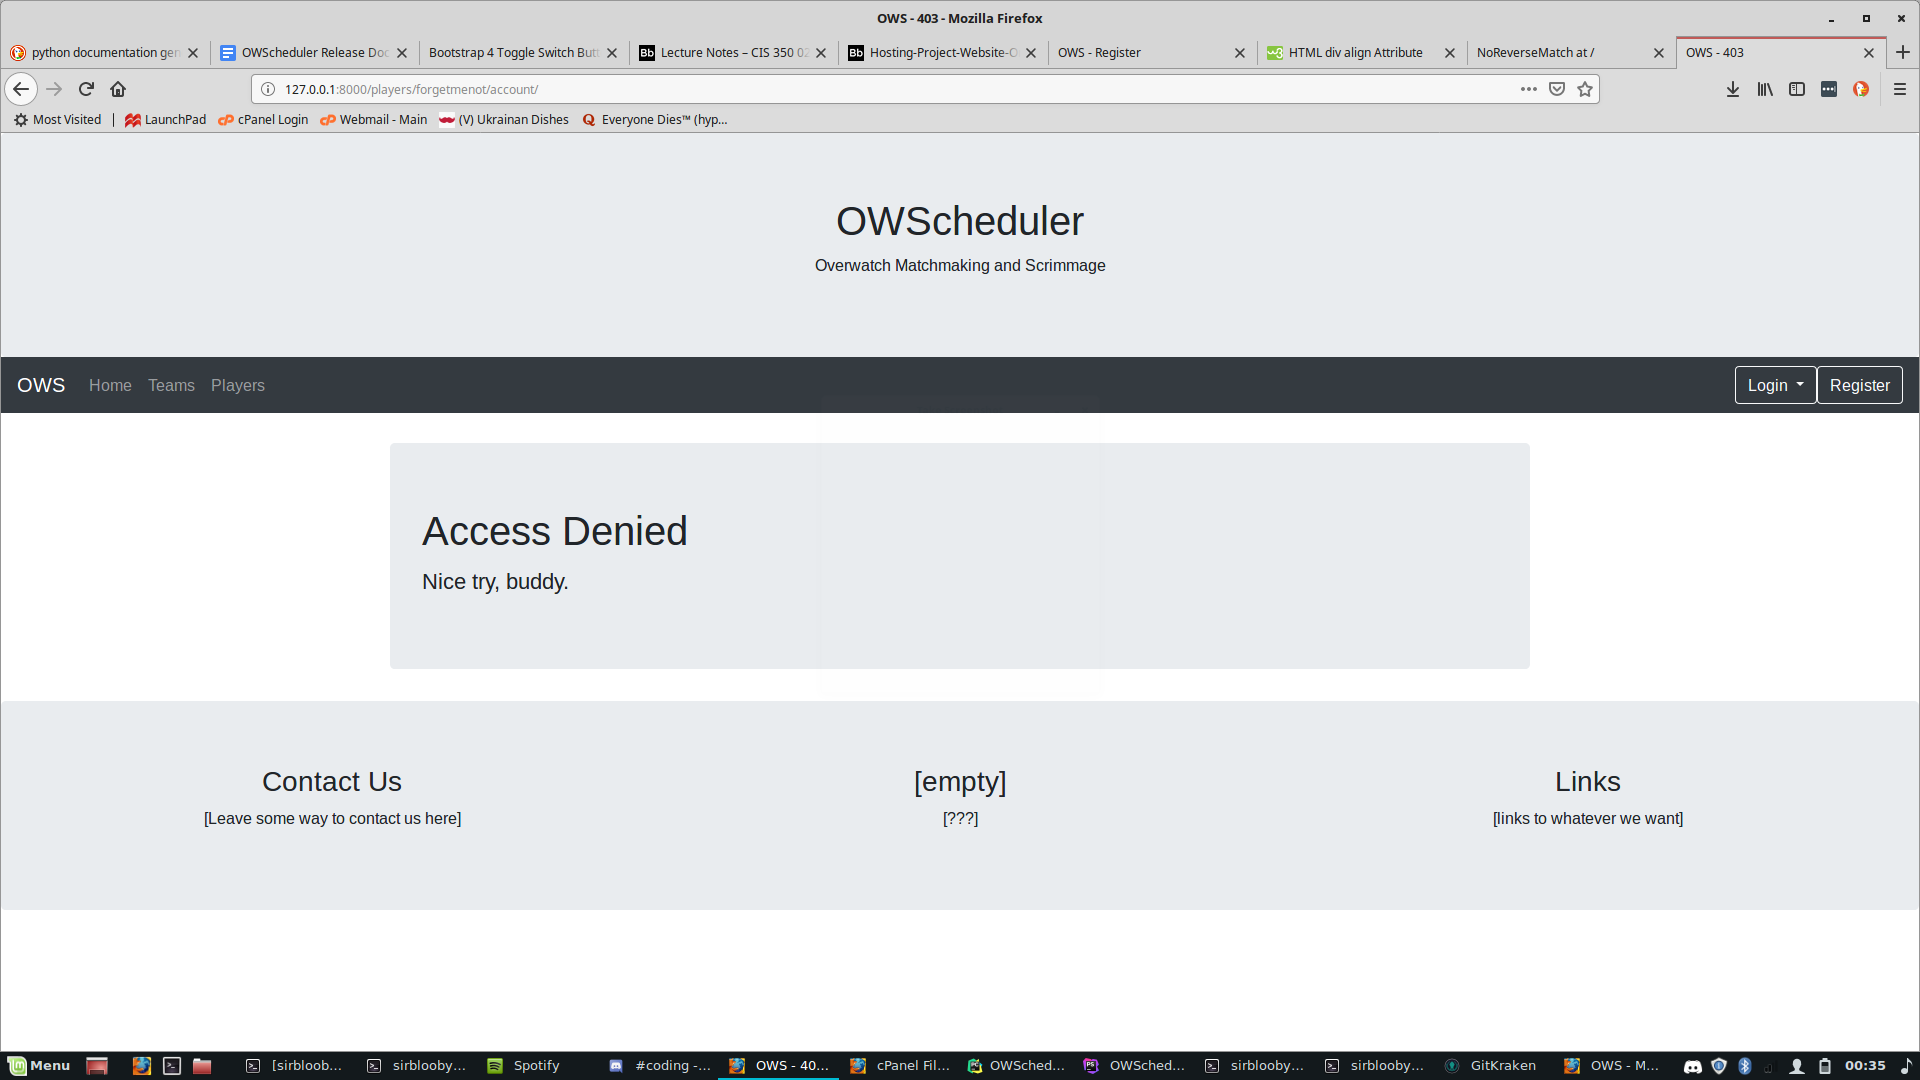 OWS - 403 - Mozilla Firefox
python documentation gen
OWScheduler Release Doc
Bootstrap 4 Toggle Switch But
Lecture Notes – CIS 350 02
Hosting-Project-Website-O
OWS - Register
HTML div align Attribute
NoReverseMatch at /
OWS - 403
127.0.0.1:8000/players/forgetmenot/account/
Most Visited
LaunchPad
cPanel Login
Webmail - Main
(V) Ukrainan Dishes
Everyone Dies™ (hyp...
OWScheduler
Overwatch Matchmaking and Scrimmage
OWS Home Teams Players Login Register
Access Denied
Nice try, buddy.
Contact Us
[Leave some way to contact us here]
[empty]
[???]
Links
[links to whatever we want]
Menu
[sirbloob...
sirblooby...
Spotify
#coding -...
OWS - 40...
cPanel Fil...
OWSched...
OWSched...
sirblooby...
sirblooby...
GitKraken
OWS - M...
00:35